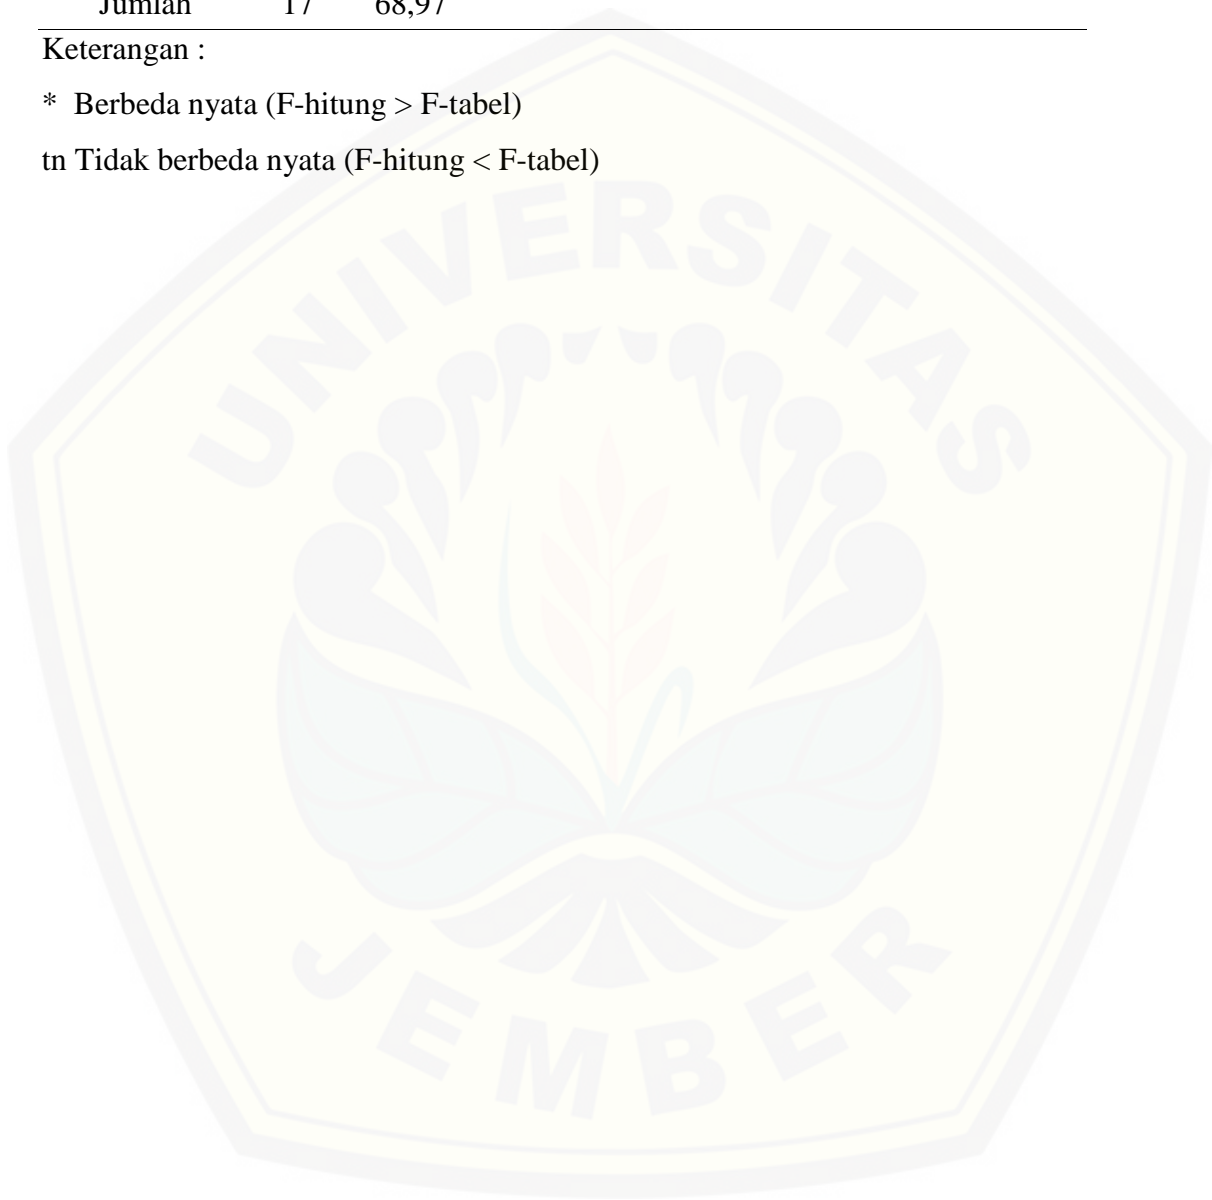 Jumlah 17 68,97
Keterangan :
* Berbeda nyata (F-hitung > F-tabel)
tn Tidak berbeda nyata (F-hitung < F-tabel)
UNIVERSITAS
JEMBER